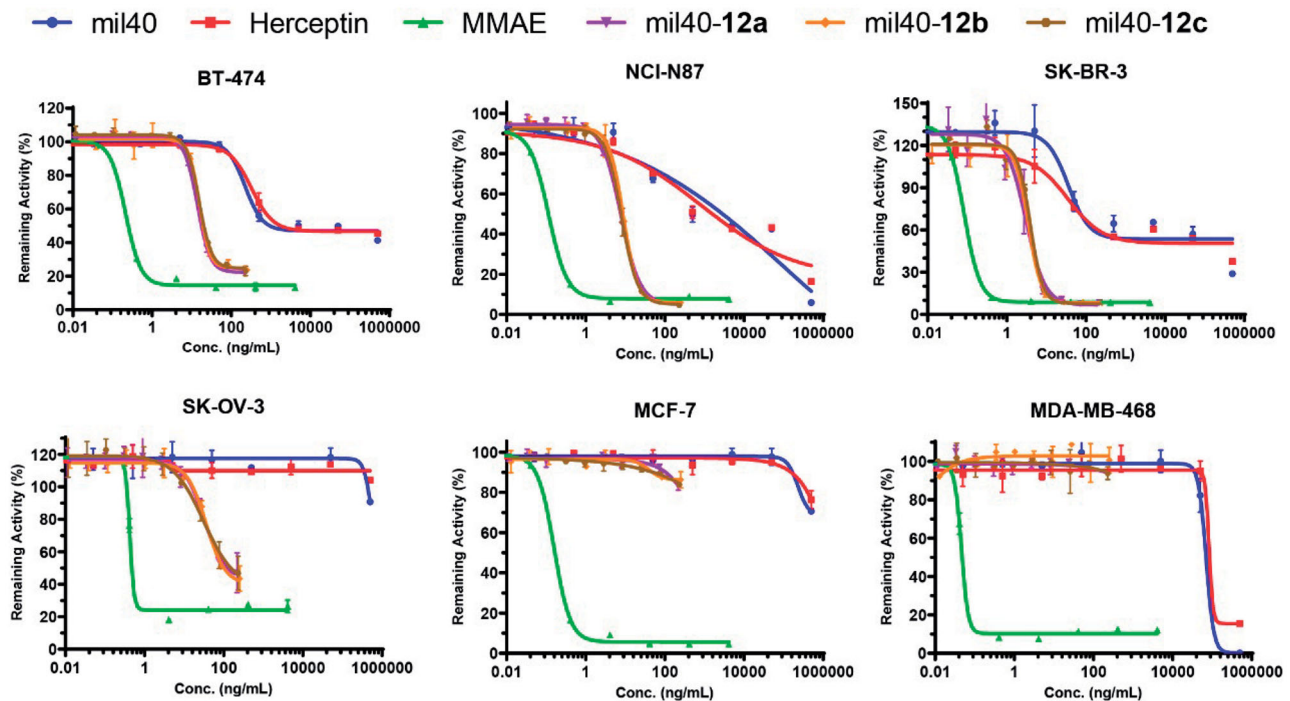 mil40 Herceptin MMAE mil40-12a mil40-12b mil40-12c
BT-474
Remaining Activity (%)
120
100
80
60
40
20
0
0.01 1 100 10000 1000000
Conc. (ng/mL)
NCI-N87
Remaining Activity (%)
100
80
60
40
20
0
0.01 1 100 10000 1000000
Conc. (ng/mL)
SK-BR-3
Remaining Activity (%)
150
120
90
60
30
0
0.01 1 100 10000 1000000
Conc. (ng/mL)
SK-OV-3
Remaining Activity (%)
120
100
80
60
40
20
0
0.01 1 100 10000 1000000
Conc. (ng/mL)
MCF-7
Remaining Activity (%)
100
80
60
40
20
0
0.01 1 100 10000 1000000
Conc. (ng/mL)
MDA-MB-468
Remaining Activity (%)
100
80
60
40
20
0
0.01 1 100 10000 1000000
Conc. (ng/mL)